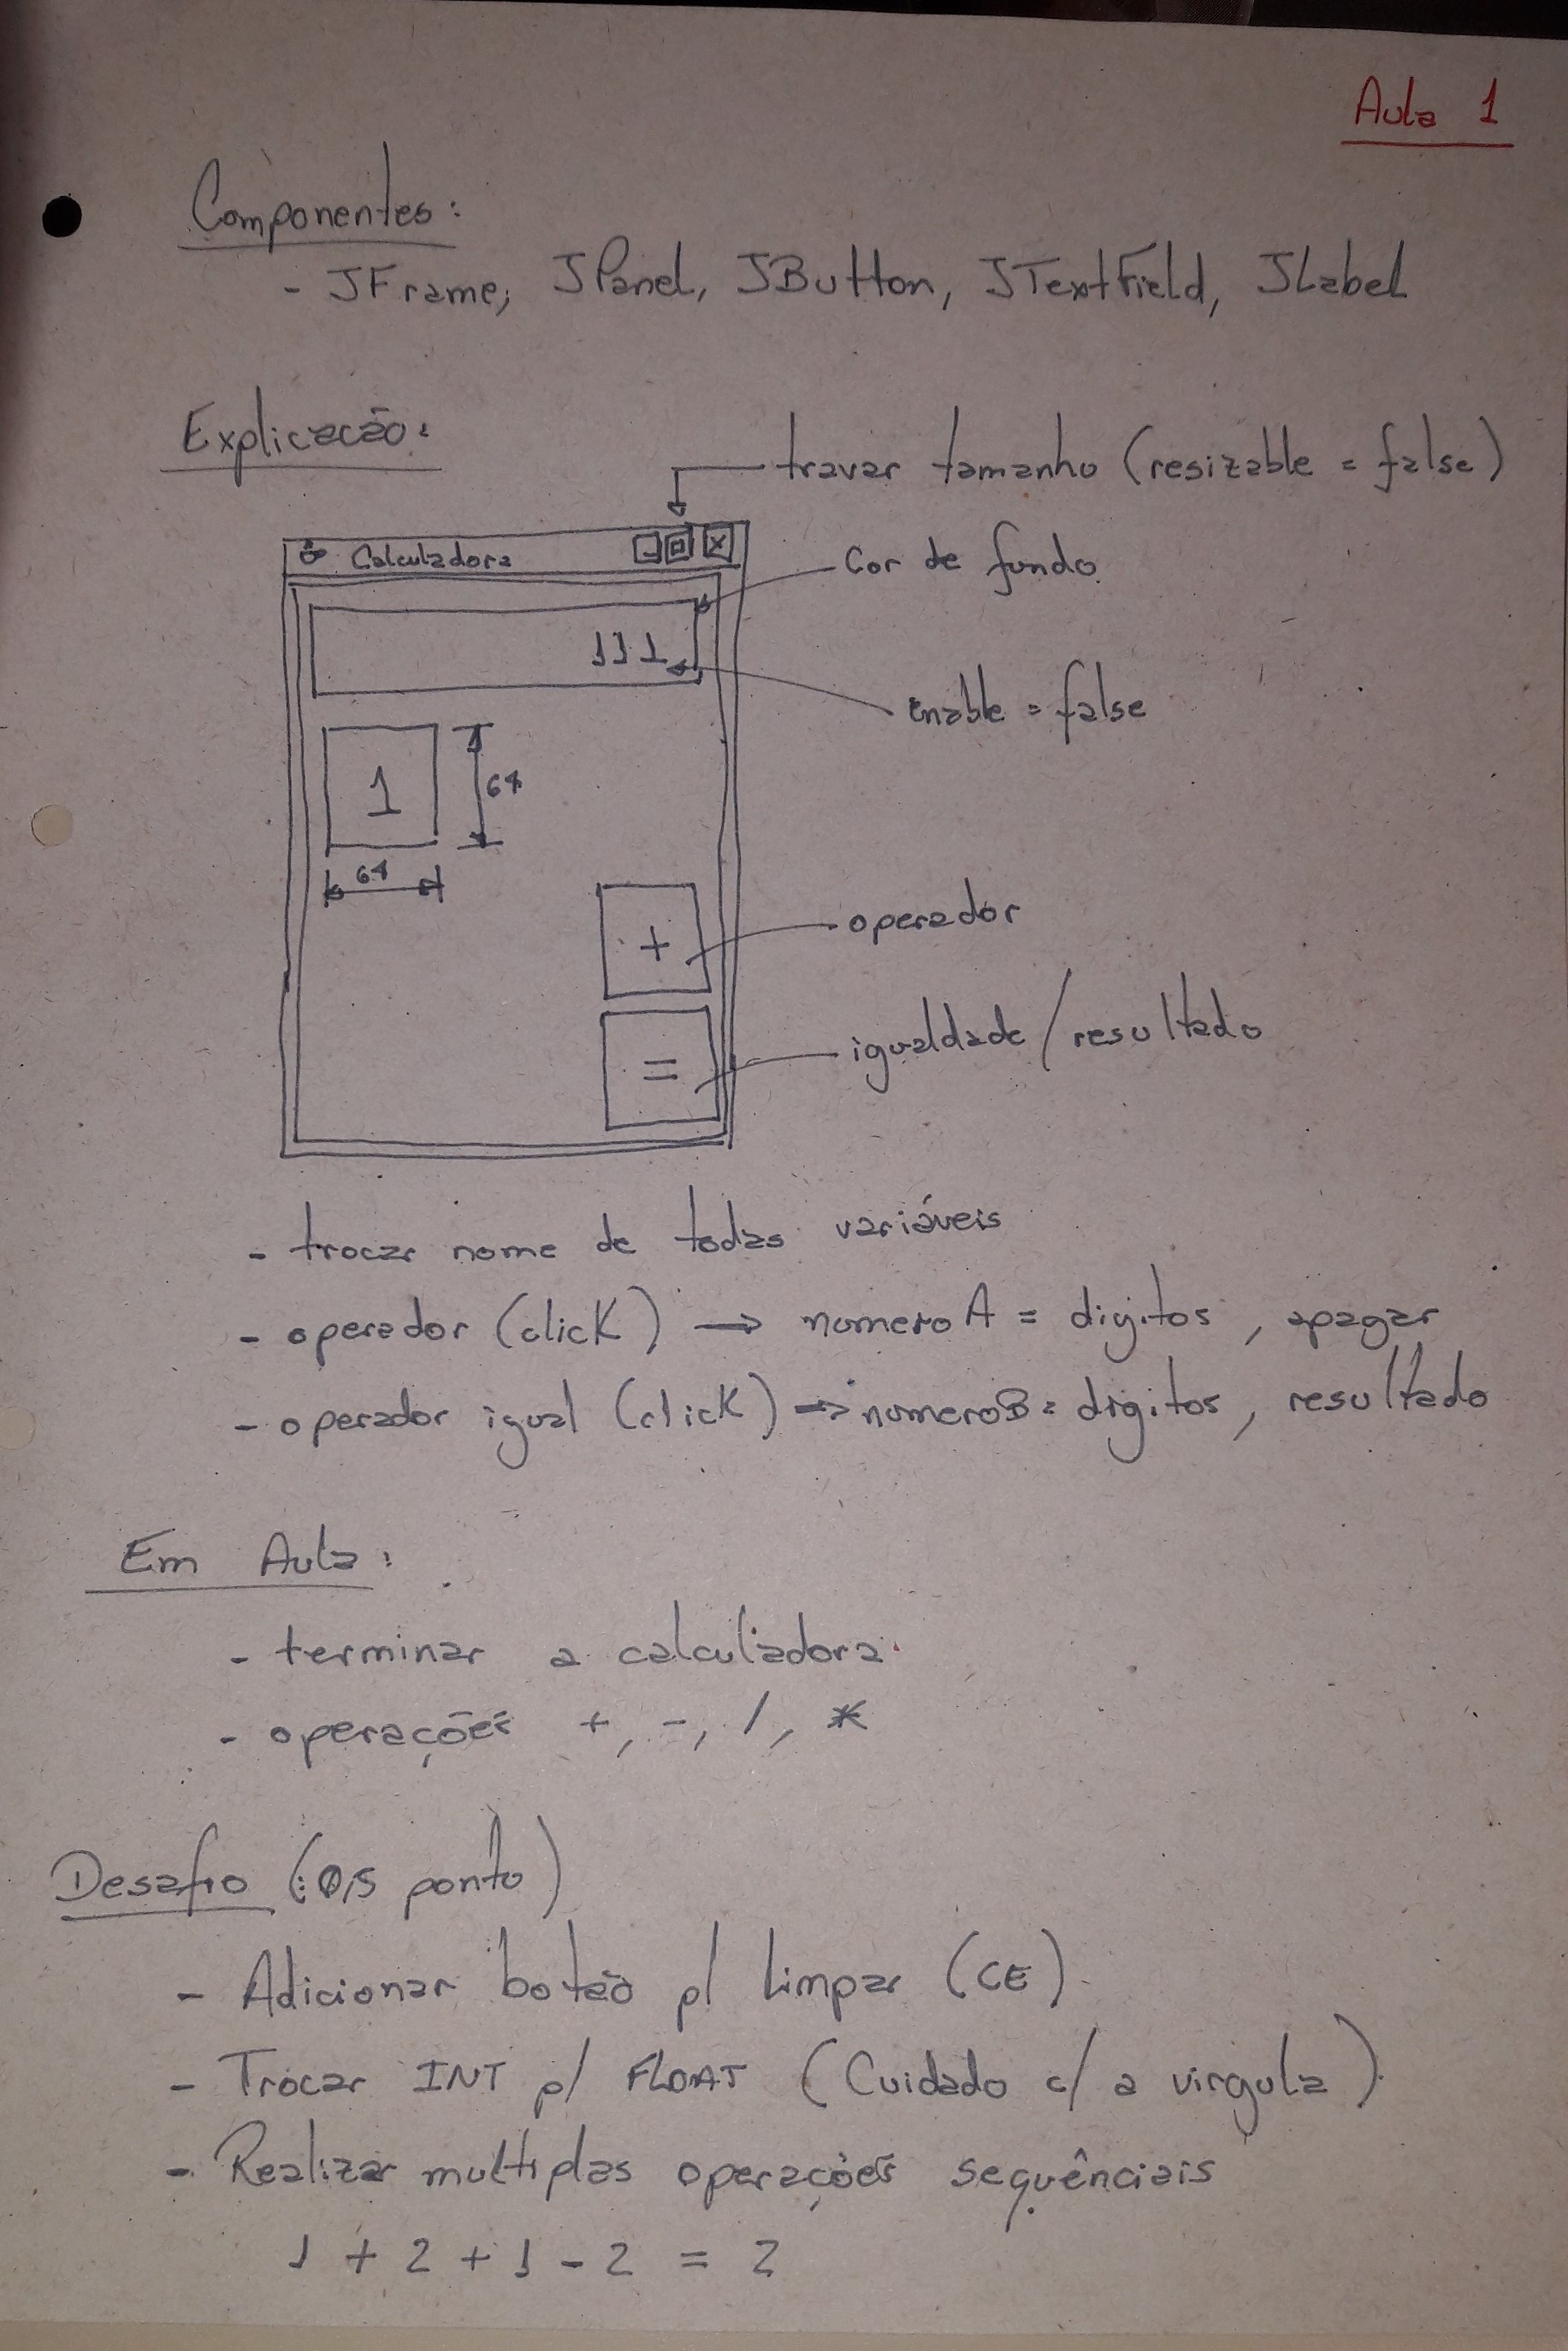 Aula 1
Componentes:
- JFrame, JPanel, JButton, JTextField, JLabel
Explicacão:
travar tamanho (resizable = false)
Calculadora
Cor de fundo
111
enable = false
1
64
64
+
operador
=
igualdade / resultado
- trocar nome de todas variáveis
- operador (click) → numero A = digitos, apagar
- operador igual (click) → numeroB = digitos, resultado
Em Aula:
- terminar a calculadora
- operações +, -, /, *
Desafio (0,5 ponto)
- Adicionar botão p/ Limpar (CE)
- Trocar INT p/ FLOAT (Cuidado c/ a virgula)
- Realizar multiplas operações sequênciais
1 + 2 + 1 - 2 = 2